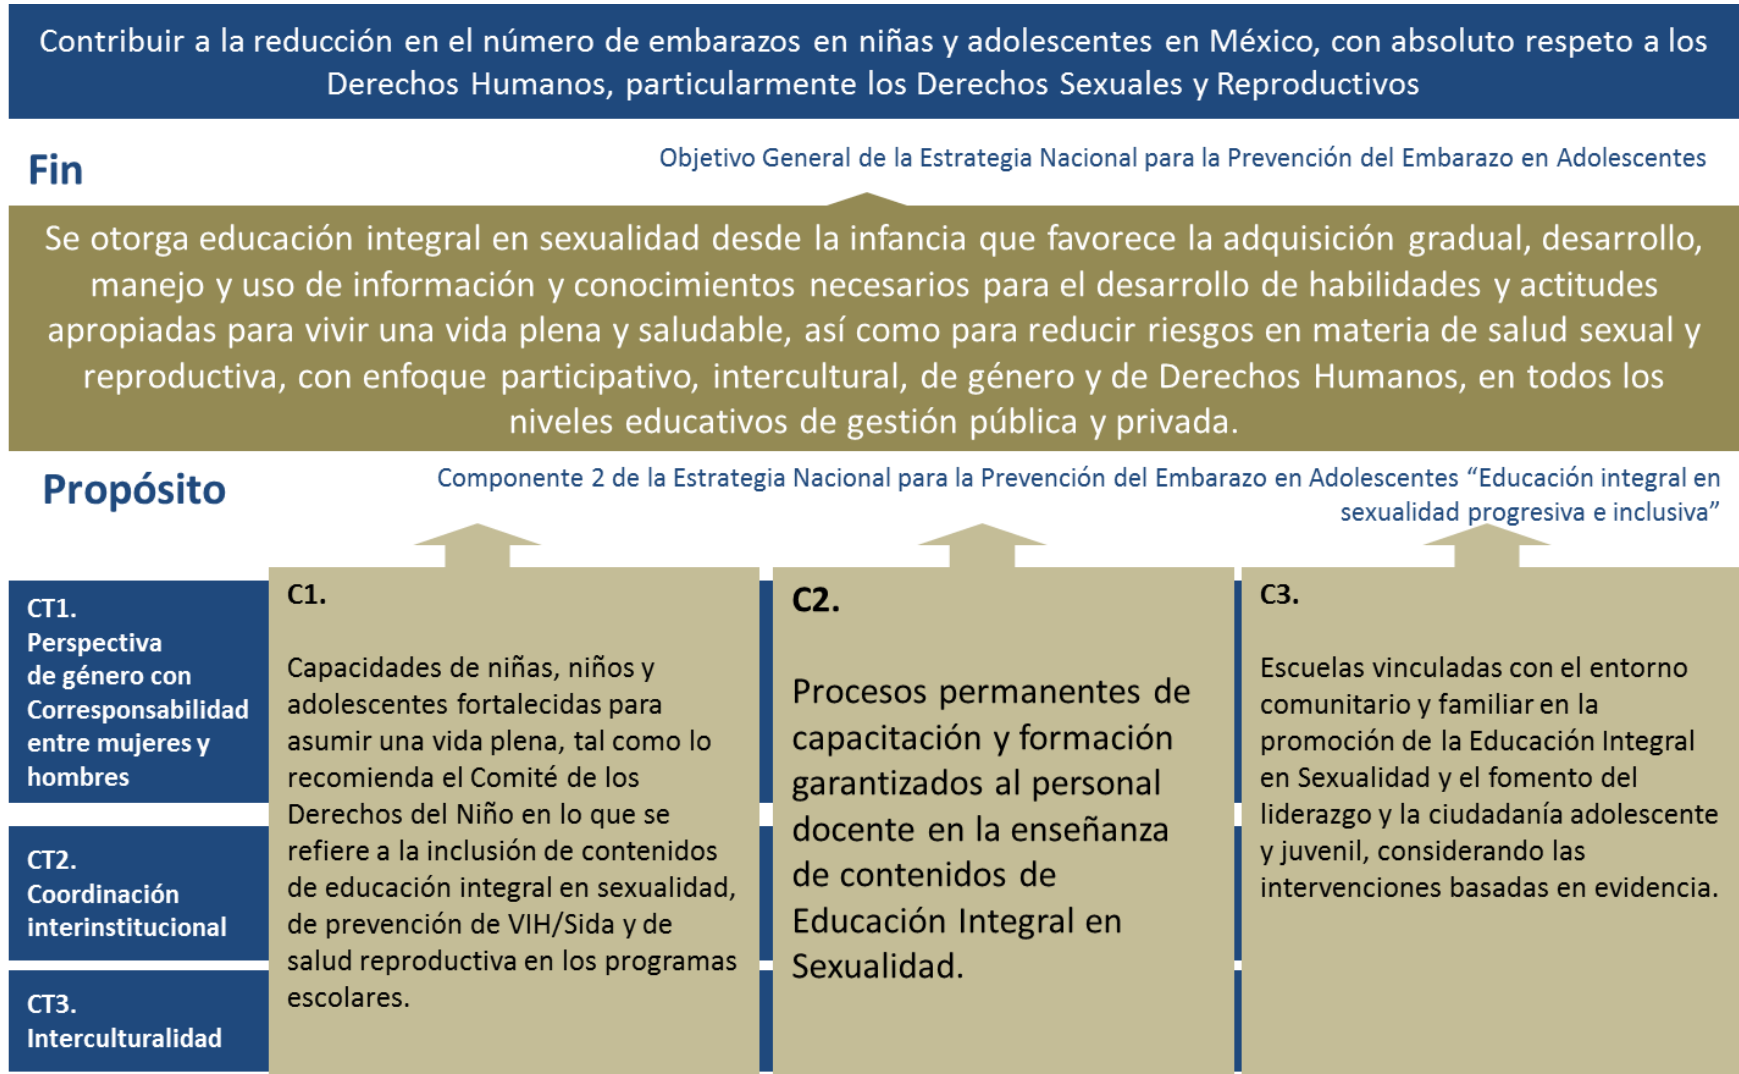 Contribuir a la reducción en el número de embarazos en niñas y adolescentes en México, con absoluto respeto a los
Derechos Humanos, particularmente los Derechos Sexuales y Reproductivos
Fin
Objetivo General de la Estrategia Nacional para la Prevención del Embarazo en Adolescentes
Se otorga educación integral en sexualidad desde la infancia que favorece la adquisición gradual, desarrollo,
manejo y uso de información y conocimientos necesarios para el desarrollo de habilidades y actitudes
apropiadas para vivir una vida plena y saludable, así como para reducir riesgos en materia de salud sexual y
reproductiva, con enfoque participativo, intercultural, de género y de Derechos Humanos, en todos los
niveles educativos de gestión pública y privada.
Propósito
Componente 2 de la Estrategia Nacional para la Prevención del Embarazo en Adolescentes “Educación integral en
sexualidad progresiva e inclusiva”
CT1.
Perspectiva
de género con
Corresponsabilidad
entre mujeres y
hombres
CT2.
Coordinación
interinstitucional
CT3.
Interculturalidad
C1.
Capacidades de niñas, niños y
adolescentes fortalecidas para
asumir una vida plena, tal como lo
recomienda el Comité de los
Derechos del Niño en lo que se
refiere a la inclusión de contenidos
de educación integral en sexualidad,
de prevención de VIH/Sida y de
salud reproductiva en los programas
escolares.
C2.
Procesos permanentes de
capacitación y formación
garantizados al personal
docente en la enseñanza
de contenidos de
Educación Integral en
Sexualidad.
C3.
Escuelas vinculadas con el entorno
comunitario y familiar en la
promoción de la Educación Integral
en Sexualidad y el fomento del
liderazgo y la ciudadanía adolescente
y juvenil, considerando las
intervenciones basadas en evidencia.